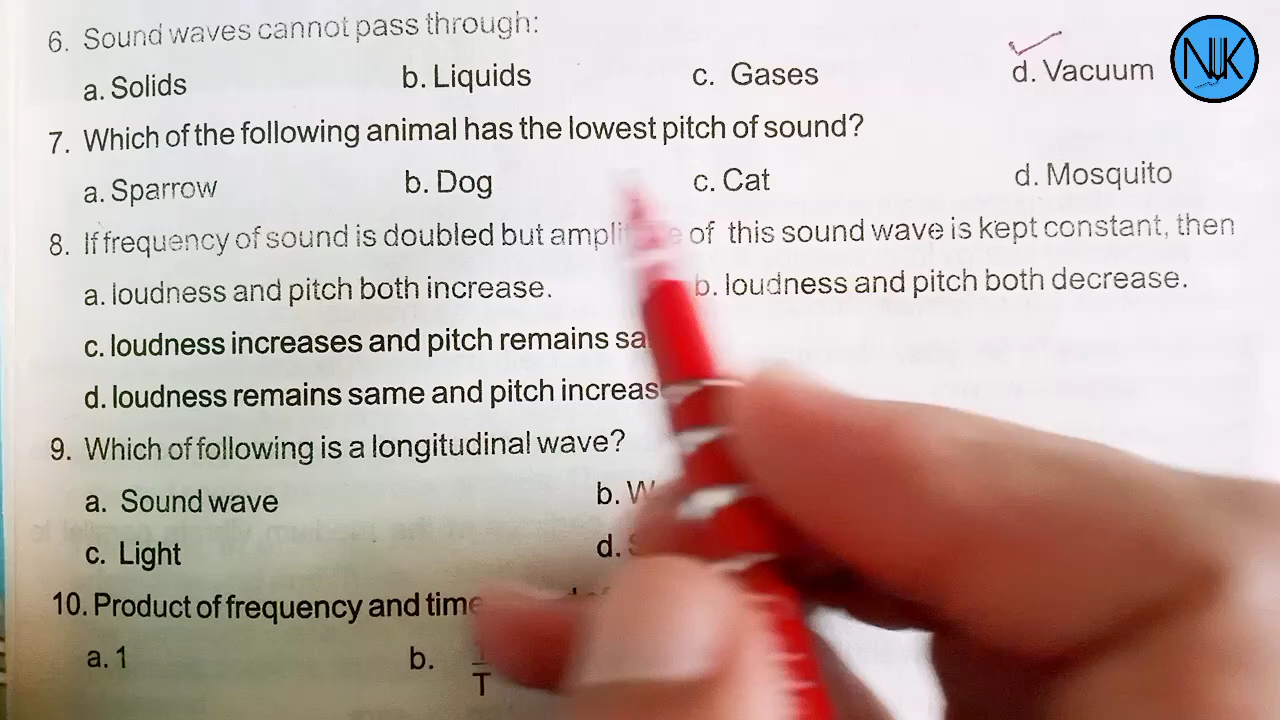 6. Sound waves cannot pass through:
a. Solids b. Liquids c. Gases d. Vacuum
7. Which of the following animal has the lowest pitch of sound?
a. Sparrow b. Dog c. Cat d. Mosquito
8. If frequency of sound is doubled but of this sound wave is kept constant, then
a. loudness and pitch both increase. b. loudness and pitch both decrease.
c. loudness increases and pitch remains
d. loudness remains same and pitch
9. Which of following is a longitudinal wave?
a. Sound wave b.
c. Light d.
10. Product of frequency and time
a. 1 b. T
NJK